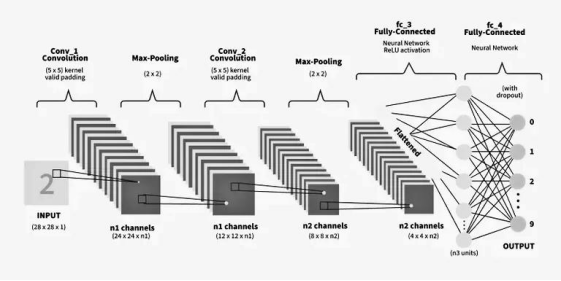 fc_3
Fully-Connected
Neural Network
ReLU activation
fc_4
Fully-Connected
Neural Network
Conv_1
Convolution
(5 x 5) kernel
valid padding
Max-Pooling
(2 x 2)
Conv_2
Convolution
(5 x 5) kernel
valid padding
Max-Pooling
(2 x 2)
(with
dropout)
Flattened
2
INPUT
(28 x 28 x 1)
n1 channels
(24 x 24 x n1)
n1 channels
(12 x 12 x n1)
n2 channels
(8 x 8 x n2)
n2 channels
(4 x 4 x n2)
(n3 units)
0
1
2
9
OUTPUT